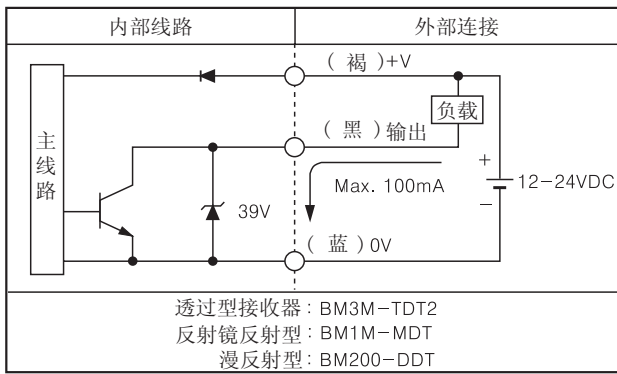 内部线路
外部连接
( 褐 )+V
负载
( 黑 )输出
主线路
39V
Max. 100mA
+
12-24VDC
-
( 蓝 )0V
透过型接收器 : BM3M-TDT2
反射镜反射型 : BM1M-MDT
漫反射型 : BM200-DDT